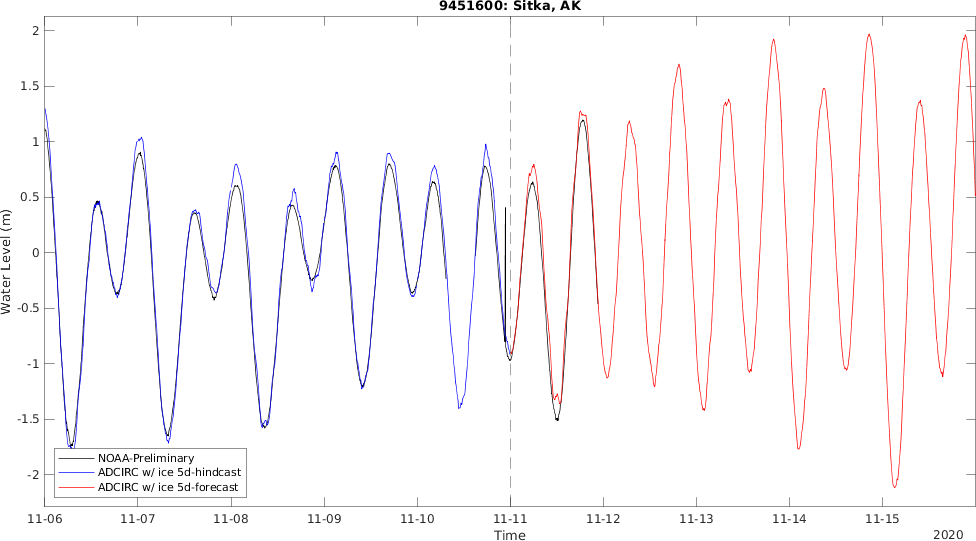 9451600: Sitka, AK
Water Level (m)
2
1.5
1
0.5
0
-0.5
-1
-1.5
-2
NOAA-Preliminary
ADCIRC w/ ice 5d-hindcast
ADCIRC w/ ice 5d-forecast
11-06 11-07 11-08 11-09 11-10 11-11 11-12 11-13 11-14 11-15
Time
2020